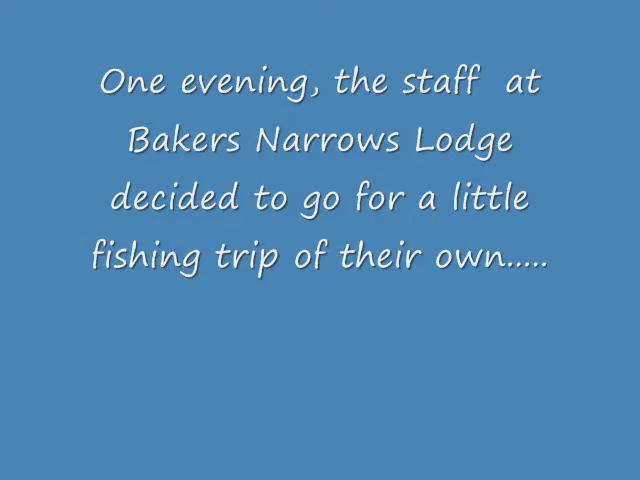 One evening, the staff  at
Bakers Narrows Lodge
decided to go for a little
fishing trip of their own.....